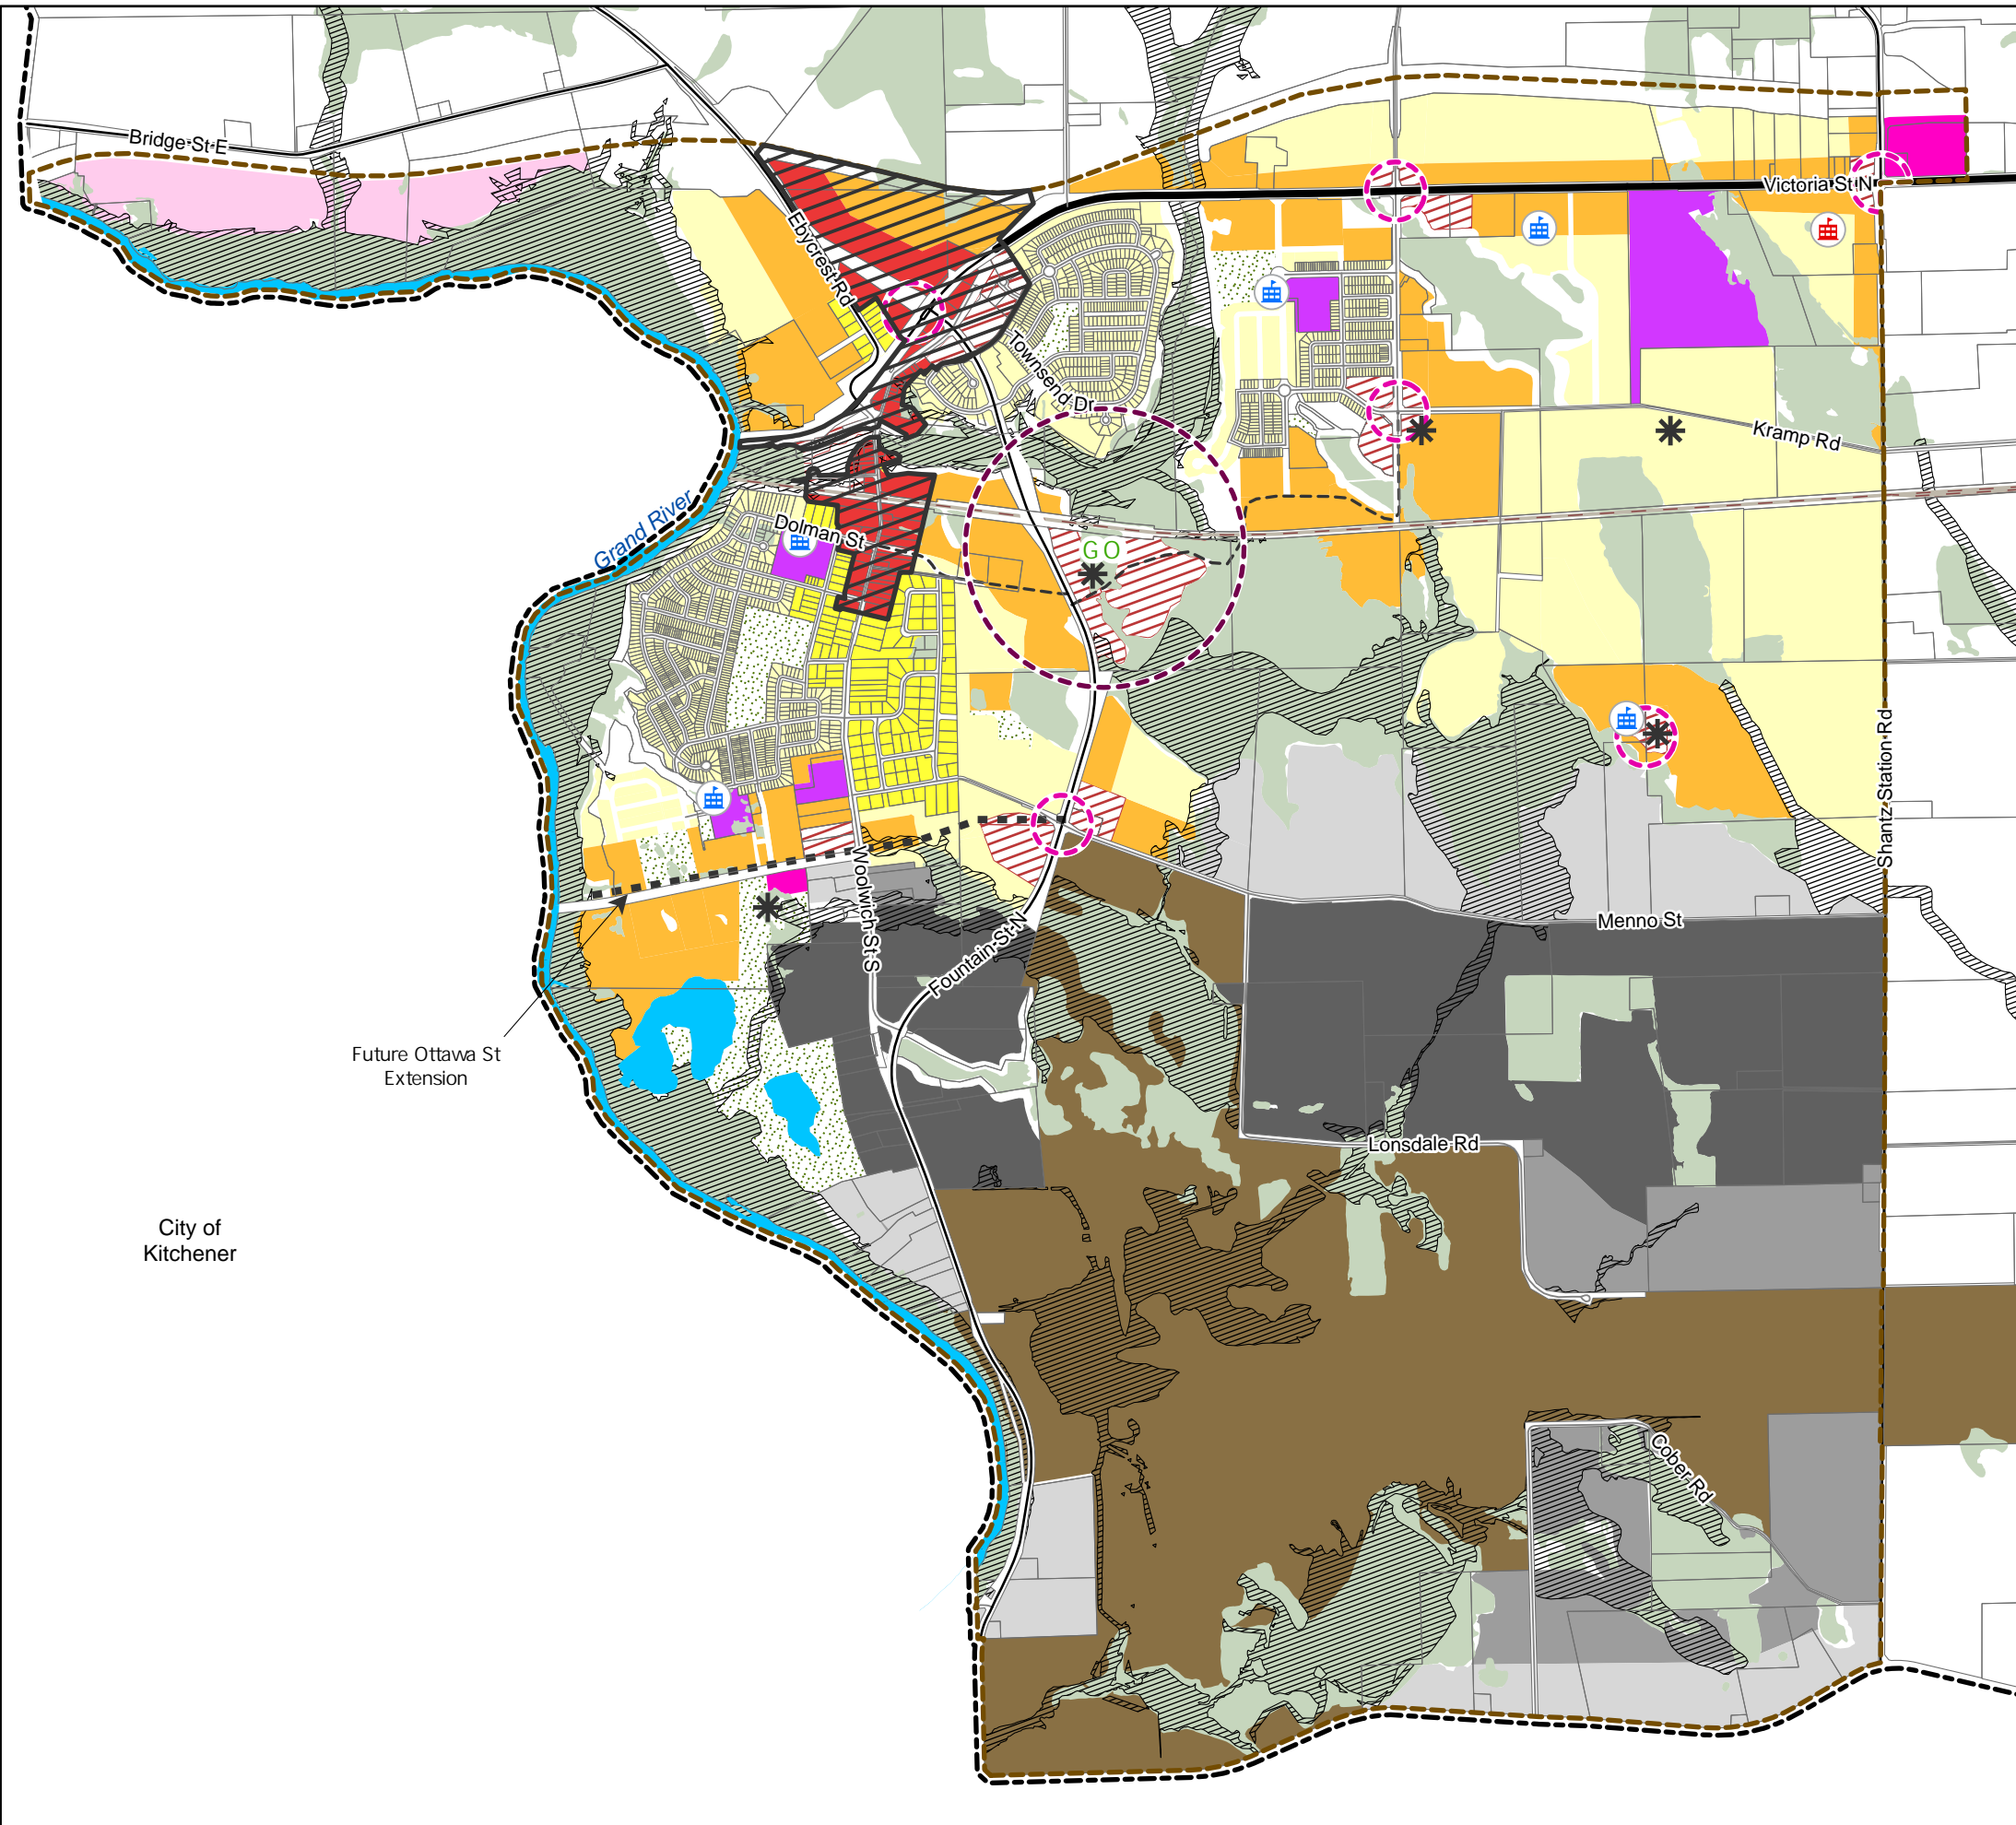 Bridge St E
Victoria St N
Ebycrest Rd
Townsend Dr
Kramp Rd
Grand River
Dolman St
GO
Shantz Station Rd
Woolwich St S
Menno St
Fountain St N
Future Ottawa St
Extension
Lonsdale Rd
City of
Kitchener
Cober Rd